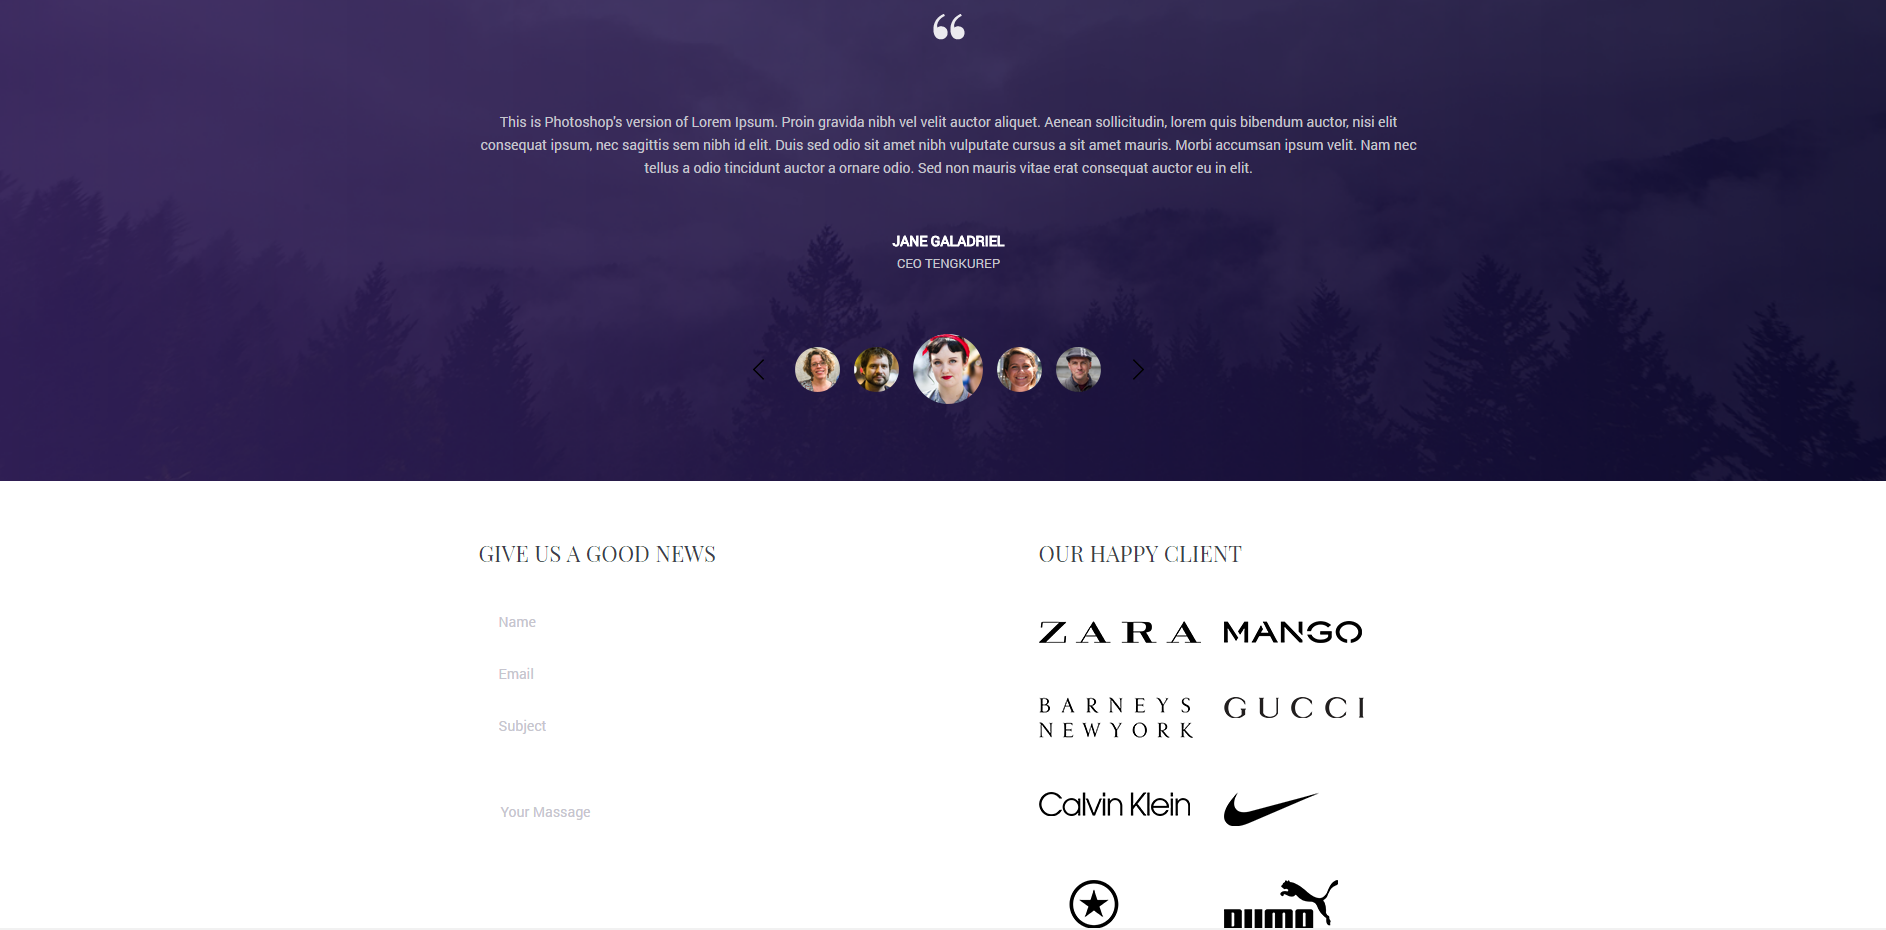 “
This is Photoshop's version of Lorem Ipsum. Proin gravida nibh vel velit auctor aliquet. Aenean sollicitudin, lorem quis bibendum auctor, nisi elit
consequat ipsum, nec sagittis sem nibh id elit. Duis sed odio sit amet nibh vulputate cursus a sit amet mauris. Morbi accumsan ipsum velit. Nam nec
tellus a odio tincidunt auctor a ornare odio. Sed non mauris vitae erat consequat auctor eu in elit.
JANE GALADRIEL
CEO TENGKUREP
GIVE US A GOOD NEWS
Name
Email
Subject
Your Massage
OUR HAPPY CLIENT
ZARA MANGO
BARNEYS
NEWYORK
GUCCI
Calvin Klein
PUMA